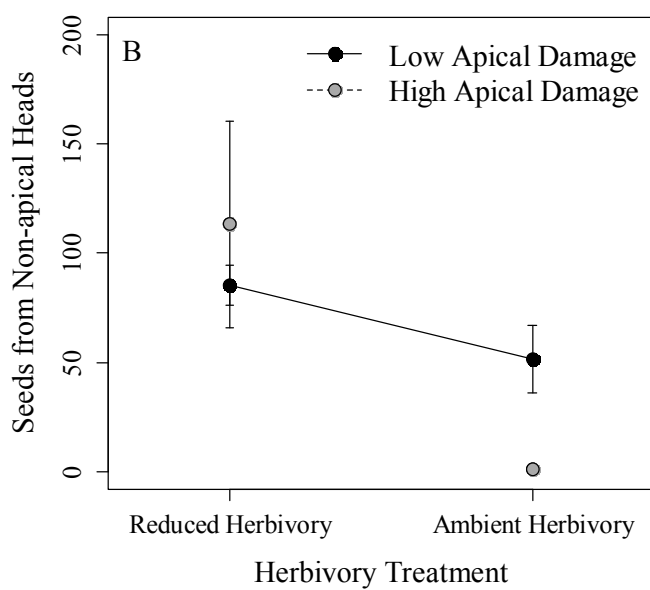 B
Low Apical Damage
High Apical Damage
200
150
100
50
0
Seeds from Non-apical Heads
Reduced Herbivory
Ambient Herbivory
Herbivory Treatment